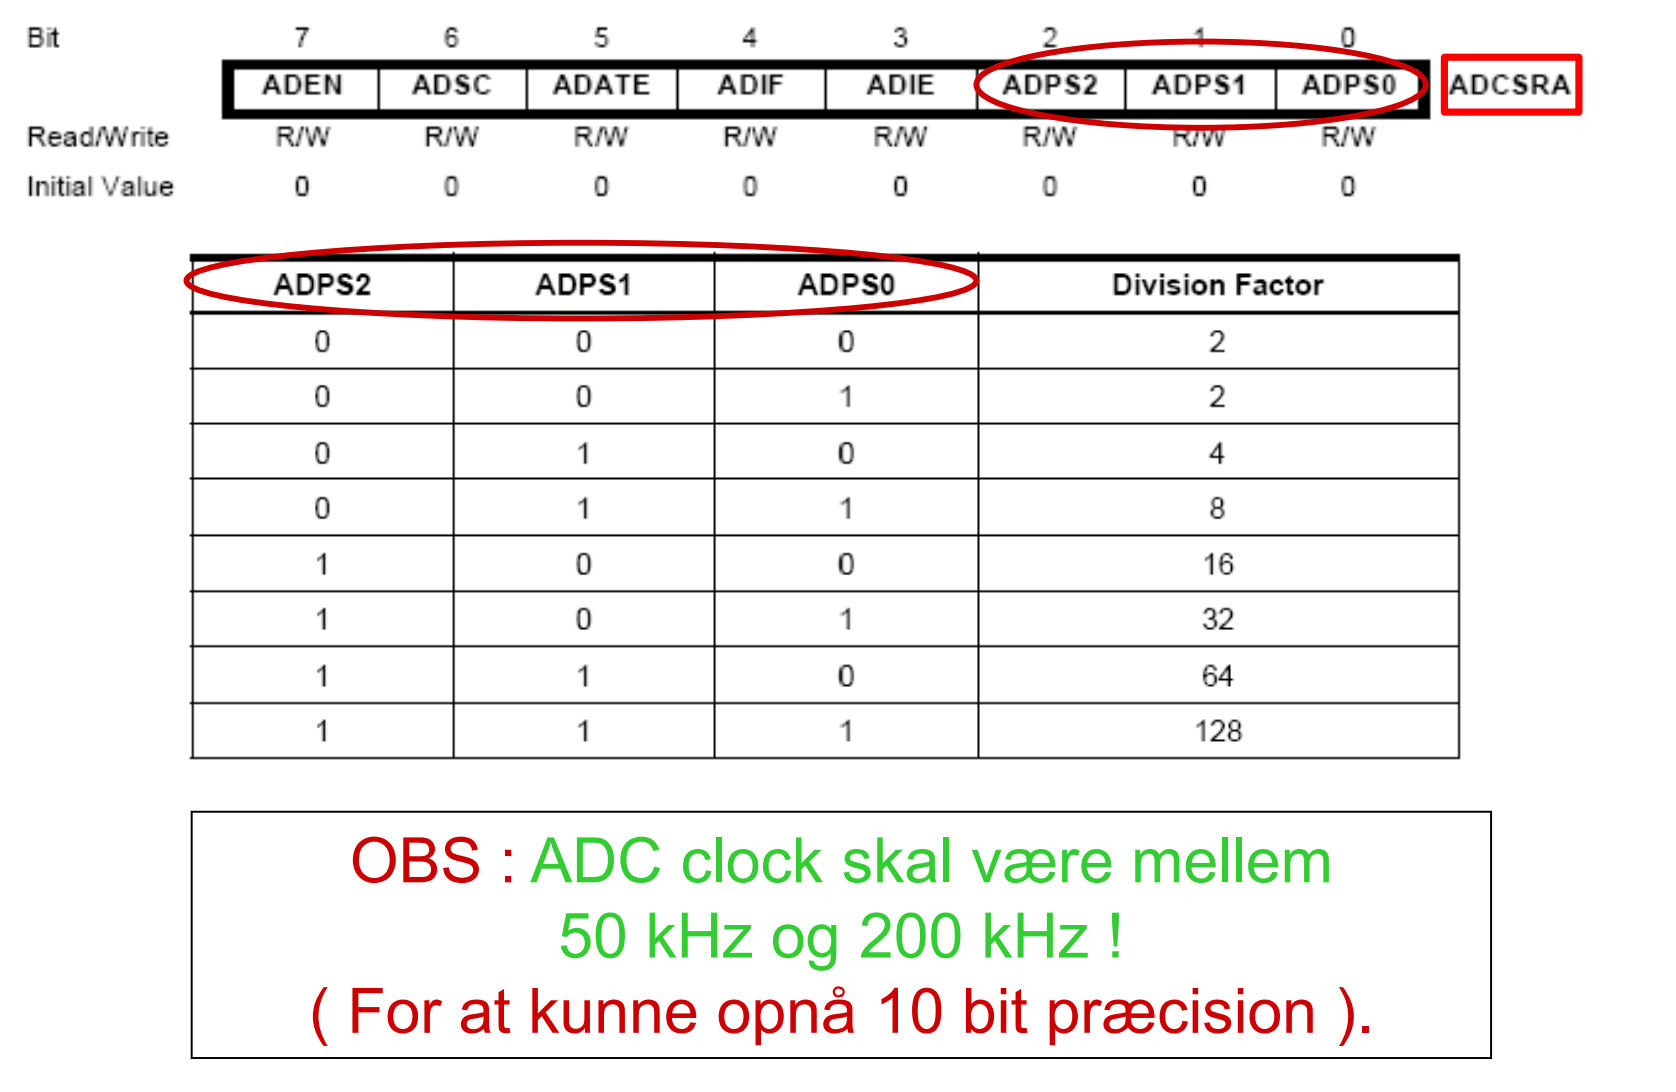 Bit 7 6 5 4 3 2 1 0
ADEN ADSC ADATE ADIF ADIE ADPS2 ADPS1 ADPS0 ADCSRA
Read/Write R/W R/W R/W R/W R/W R/W R/W R/W
Initial Value 0 0 0 0 0 0 0 0
ADPS2 ADPS1 ADPS0 Division Factor
0 0 0 2
0 0 1 2
0 1 0 4
0 1 1 8
1 0 0 16
1 0 1 32
1 1 0 64
1 1 1 128
OBS : ADC clock skal være mellem
50 kHz og 200 kHz !
( For at kunne opnå 10 bit præcision ).